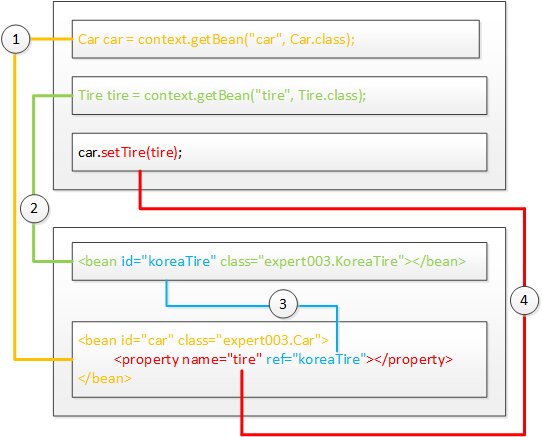 1
Car car = context.getBean("car", Car.class);
Tire tire = context.getBean("tire", Tire.class);
car.setTire(tire);
2
<bean id="koreaTire" class="expert003.KoreaTire"></bean>
3
4
<bean id="car" class="expert003.Car">
<property name="tire" ref="koreaTire"></property>
</bean>